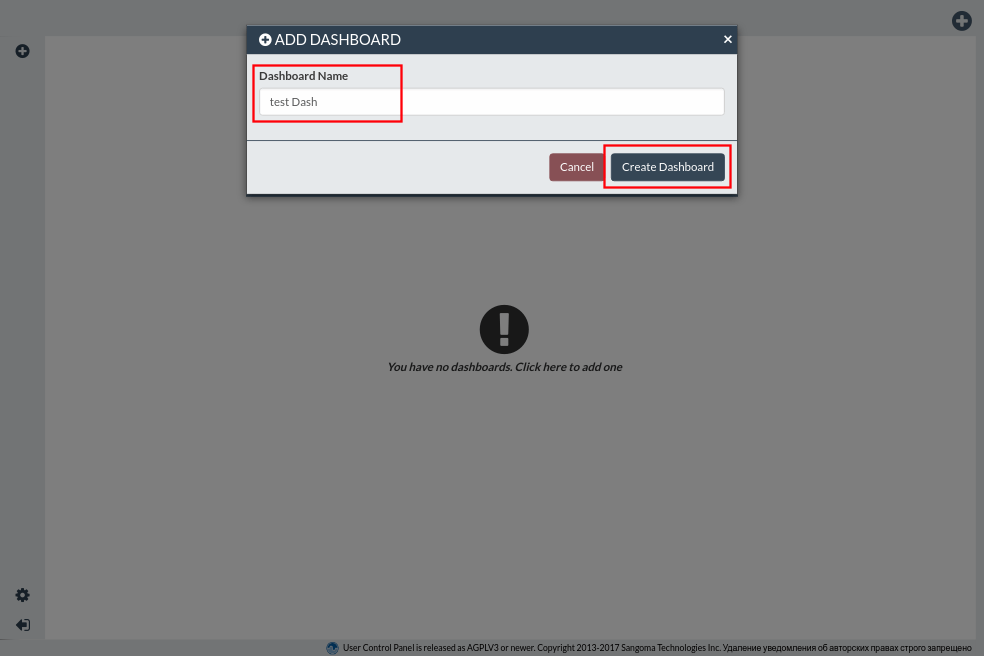 ADD DASHBOARD ×
Dashboard Name
test Dash
Cancel Create Dashboard
You have no dashboards. Click here to add one
User Control Panel is released as AGPLV3 or newer. Copyright 2013-2017 Sangoma Technologies Inc. Удаление уведомления об авторских правах строго запрещено